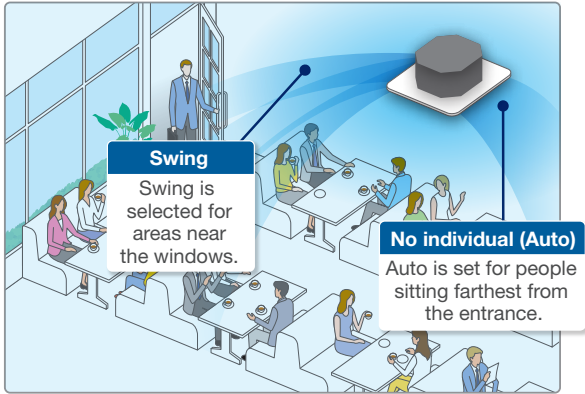 Swing
Swing is
selected for
areas near
the windows.
No individual (Auto)
Auto is set for people
sitting farthest from
the entrance.